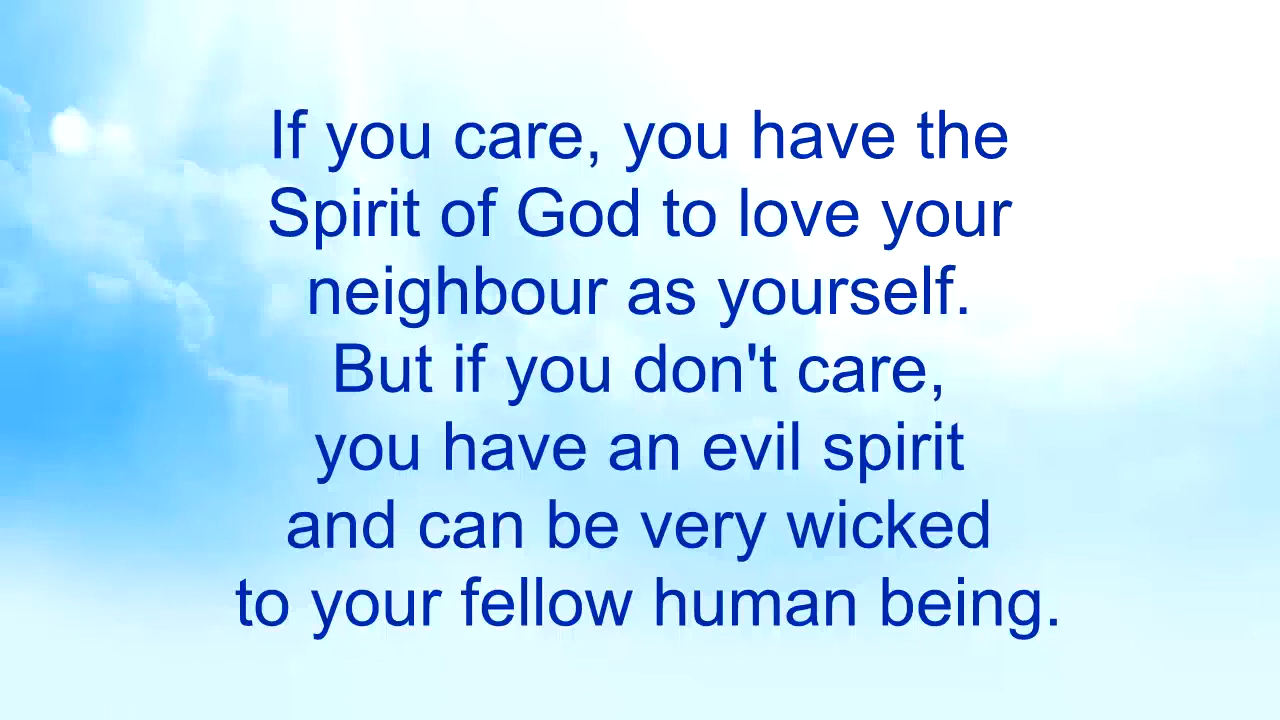 If you care, you have the
Spirit of God to love your
neighbour as yourself.
But if you don't care,
you have an evil spirit
and can be very wicked
to your fellow human being.